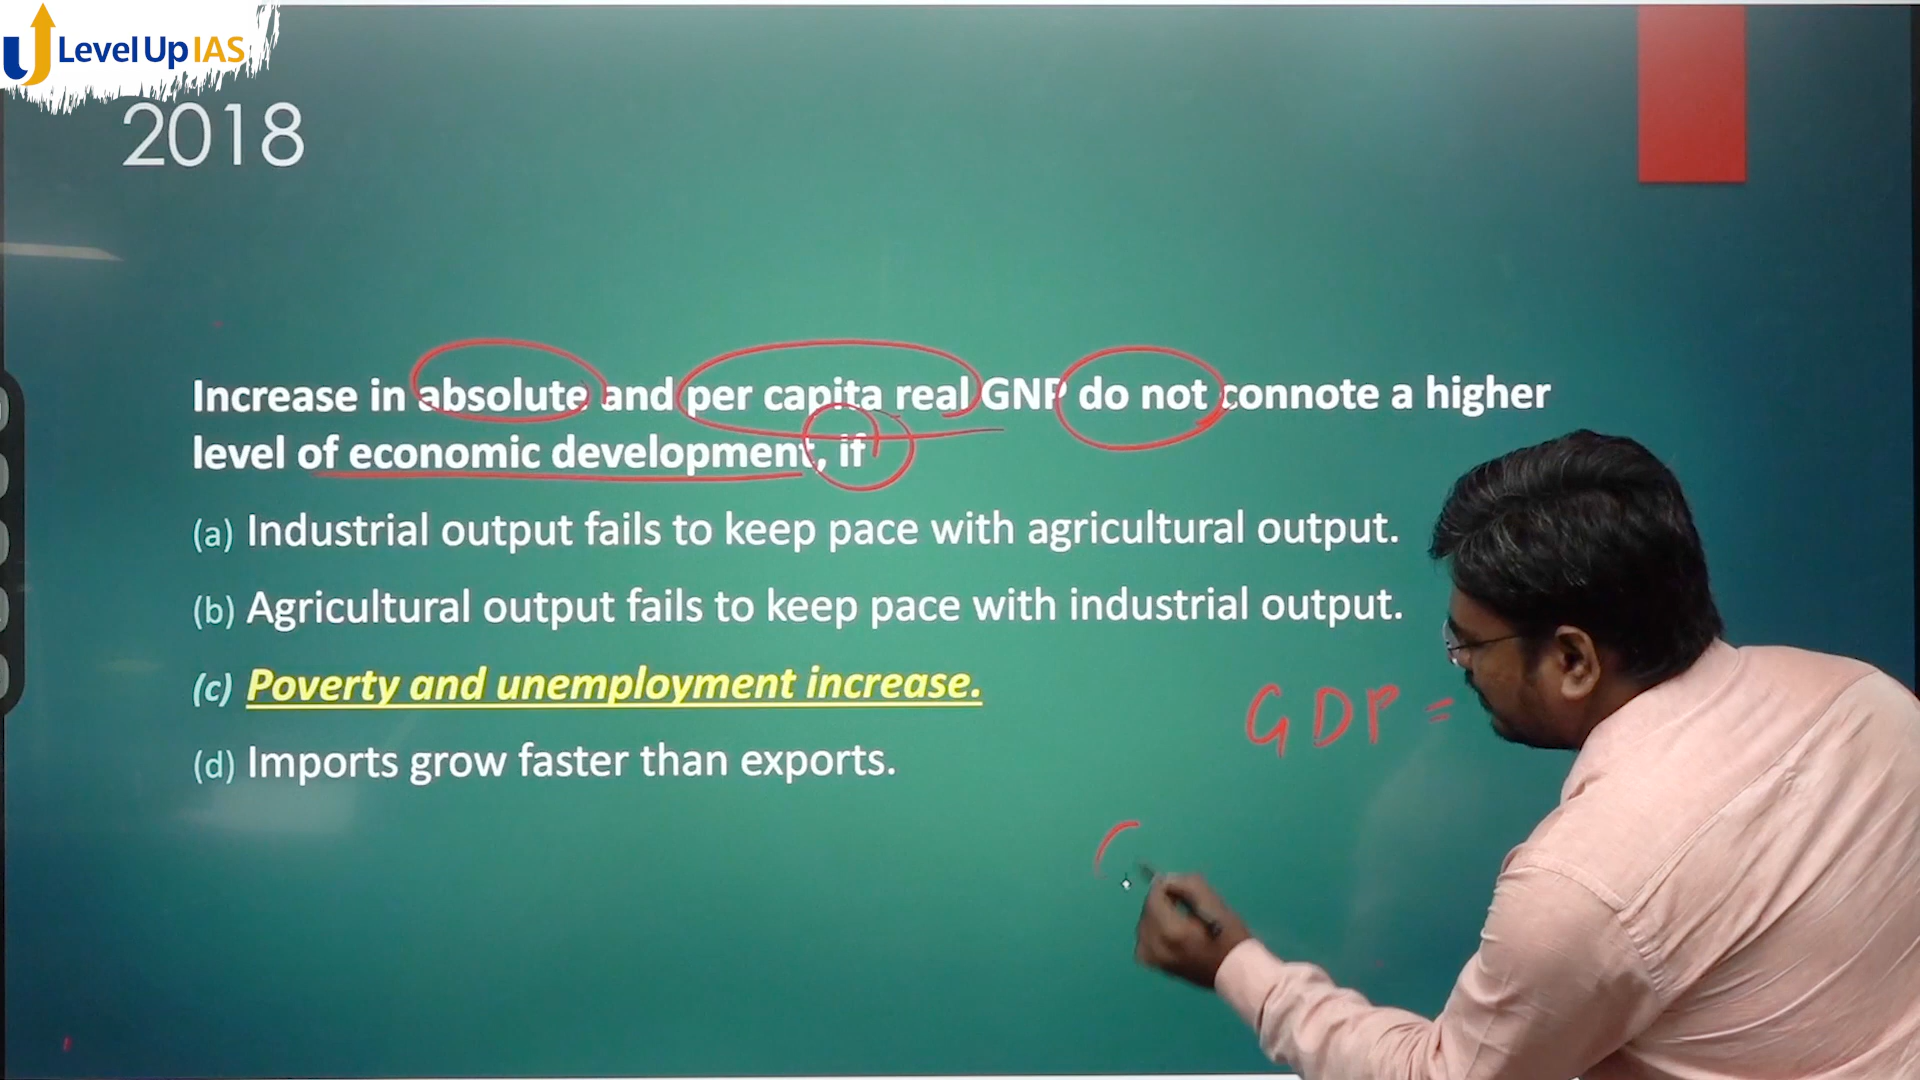 Level Up IAS
2018
Increase in absolute and per capita real GNP do not connote a higher
level of economic development, if
(a) Industrial output fails to keep pace with agricultural output.
(b) Agricultural output fails to keep pace with industrial output.
(c) Poverty and unemployment increase.
GDP =
(d) Imports grow faster than exports.